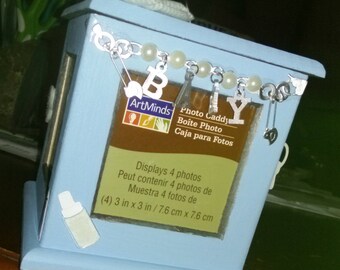 B Y
ArtMinds™
Photo Caddy
Boîte Photo
Caja para Fotos
Displays 4 photos
Peut contenir 4 photos de
Muestra 4 fotos de
(4) 3 in x 3 in / 7.6 cm x 7.6 cm